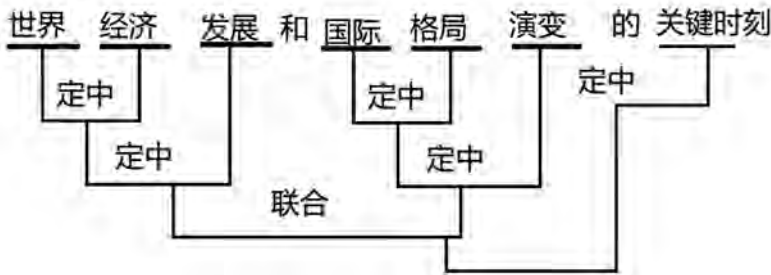 世界 经济 发展 和 国际 格局 演变 的 关键时刻
定中 定中 定中
定中 定中
联合